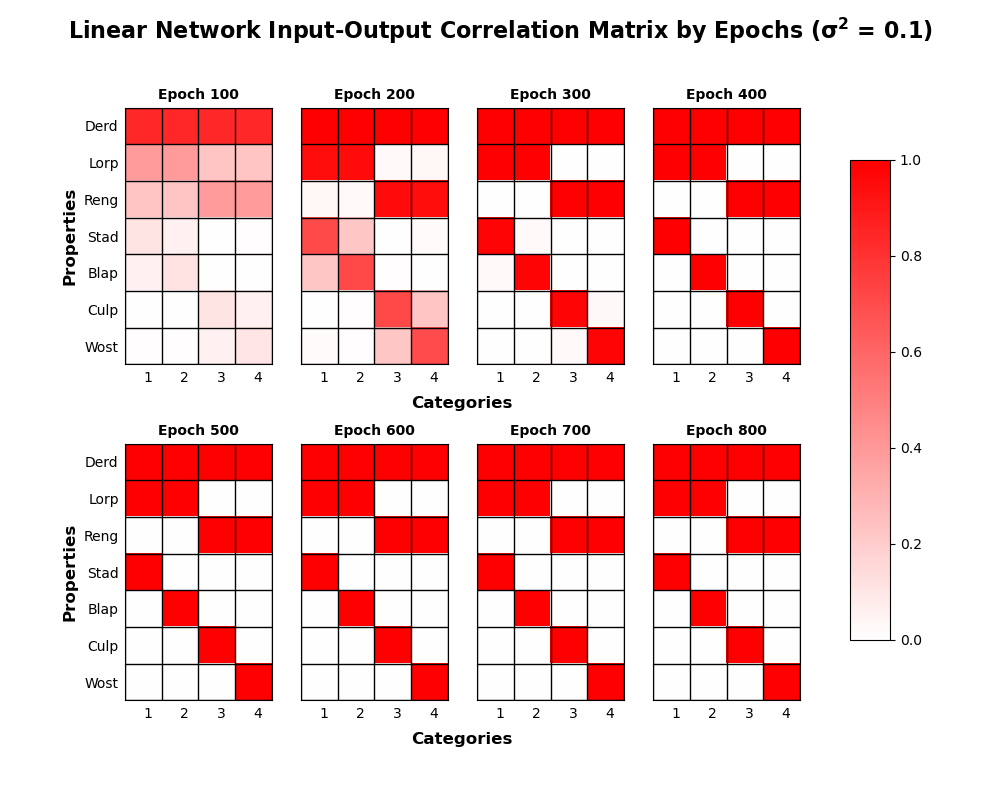 Linear Network Input-Output Correlation Matrix by Epochs (σ² = 0.1)
Epoch 100 Epoch 200 Epoch 300 Epoch 400
Derd
Lorp
Reng
Stad
Blap
Culp
Wost
Properties
1 2 3 4 1 2 3 4 1 2 3 4 1 2 3 4
Categories
Epoch 500 Epoch 600 Epoch 700 Epoch 800
Derd
Lorp
Reng
Stad
Blap
Culp
Wost
Properties
1 2 3 4 1 2 3 4 1 2 3 4 1 2 3 4
Categories
1.0
0.8
0.6
0.4
0.2
0.0